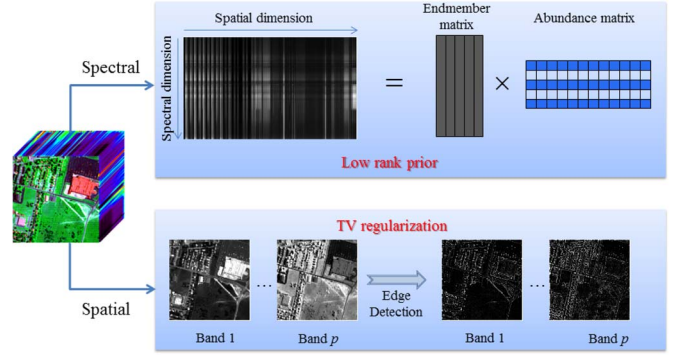 Spatial dimension
Endmember
matrix
Abundance matrix
Spectral
Spectral dimension
=
×
Low rank prior
TV regularization
...
Edge
Detection
...
Spatial
Band 1
Band p
Band 1
Band p